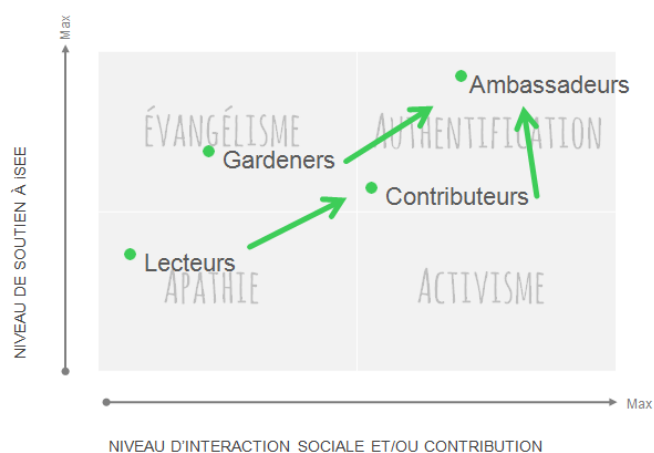 Max
Ambassadeurs
ÉVANGÉLISME
AUTHENTIFICATION
Gardeners
Contributeurs
NIVEAU DE SOUTIEN À iSEE
Lecteurs
APATHIE
ACTIVISME
Max
NIVEAU D'INTERACTION SOCIALE ET/OU CONTRIBUTION